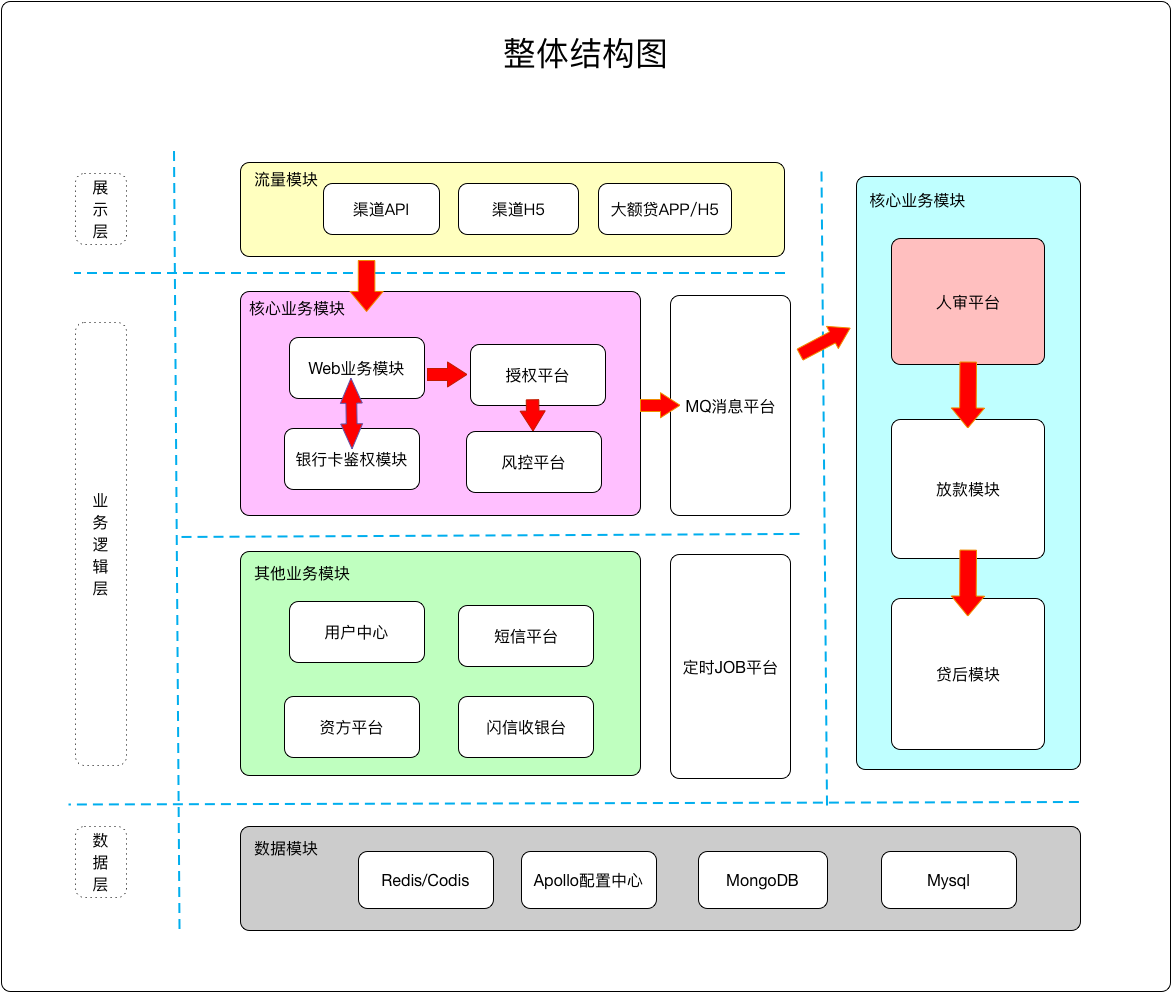 整体结构图
展
示
层
流量模块
渠道API
渠道H5
大额贷APP/H5
业
务
逻
辑
层
核心业务模块
Web业务模块
授权平台
银行卡鉴权模块
风控平台
MQ消息平台
其他业务模块
用户中心
短信平台
资方平台
闪信收银台
定时JOB平台
核心业务模块
人审平台
放款模块
贷后模块
数
据
层
数据模块
Redis/Codis
Apollo配置中心
MongoDB
Mysql